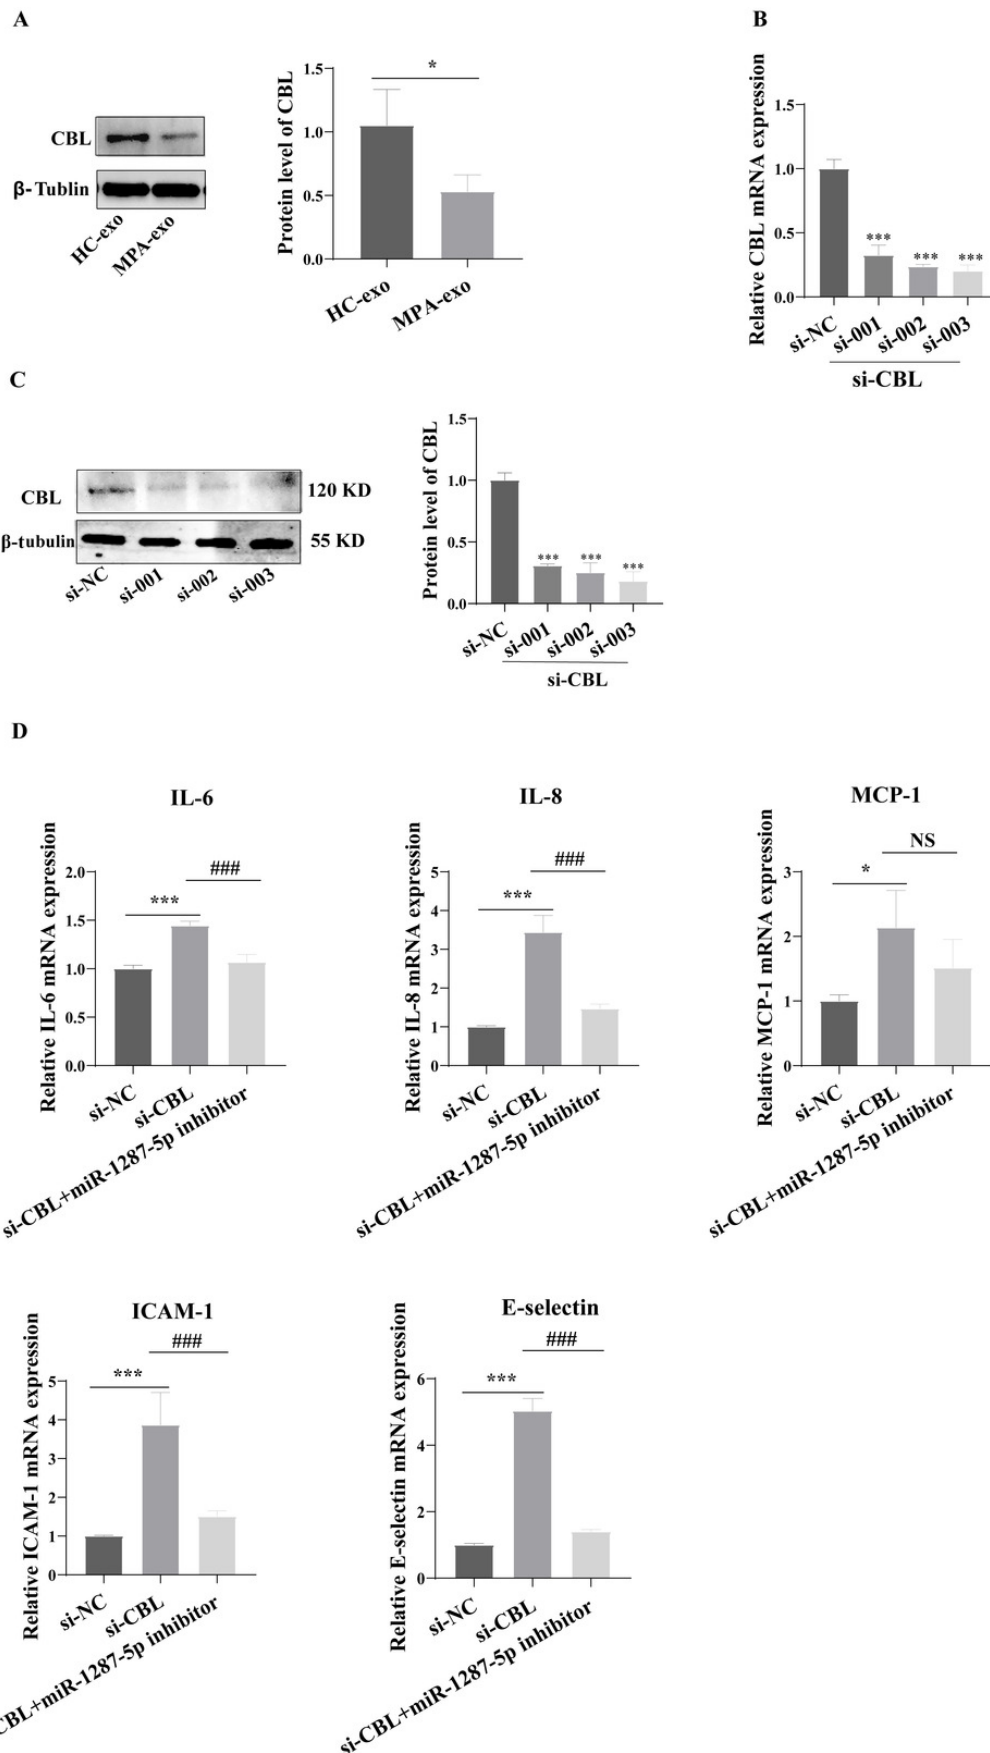 A
CBL
β- Tublin
HC-exo
MPA-exo
Protein level of CBL
1.5
1.0
0.5
0.0
*
HC-exo
MPA-exo
B
Relative CBL mRNA expression
1.5
1.0
0.5
0.0
***
***
***
si-NC
si-001
si-002
si-003
si-CBL
C
CBL
120 KD
β-tubulin
55 KD
si-NC
si-001
si-002
si-003
Protein level of CBL
1.5
1.0
0.5
0.0
***
***
***
si-NC
si-001
si-002
si-003
si-CBL
D
IL-6
Relative IL-6 mRNA expression
2.0
1.5
1.0
0.5
0.0
***
###
si-NC
si-CBL
si-CBL+miR-1287-5p inhibitor
IL-8
Relative IL-8 mRNA expression
5
4
3
2
1
0
***
###
si-NC
si-CBL
si-CBL+miR-1287-5p inhibitor
MCP-1
Relative MCP-1 mRNA expression
3
2
1
0
*
NS
si-NC
si-CBL
si-CBL+miR-1287-5p inhibitor
ICAM-1
Relative ICAM-1 mRNA expression
5
4
3
2
1
0
***
###
si-NC
si-CBL
CBL+miR-1287-5p inhibitor
E-selectin
Relative E-selectin mRNA expression
6
4
2
0
***
###
si-NC
si-CBL
si-CBL+miR-1287-5p inhibitor